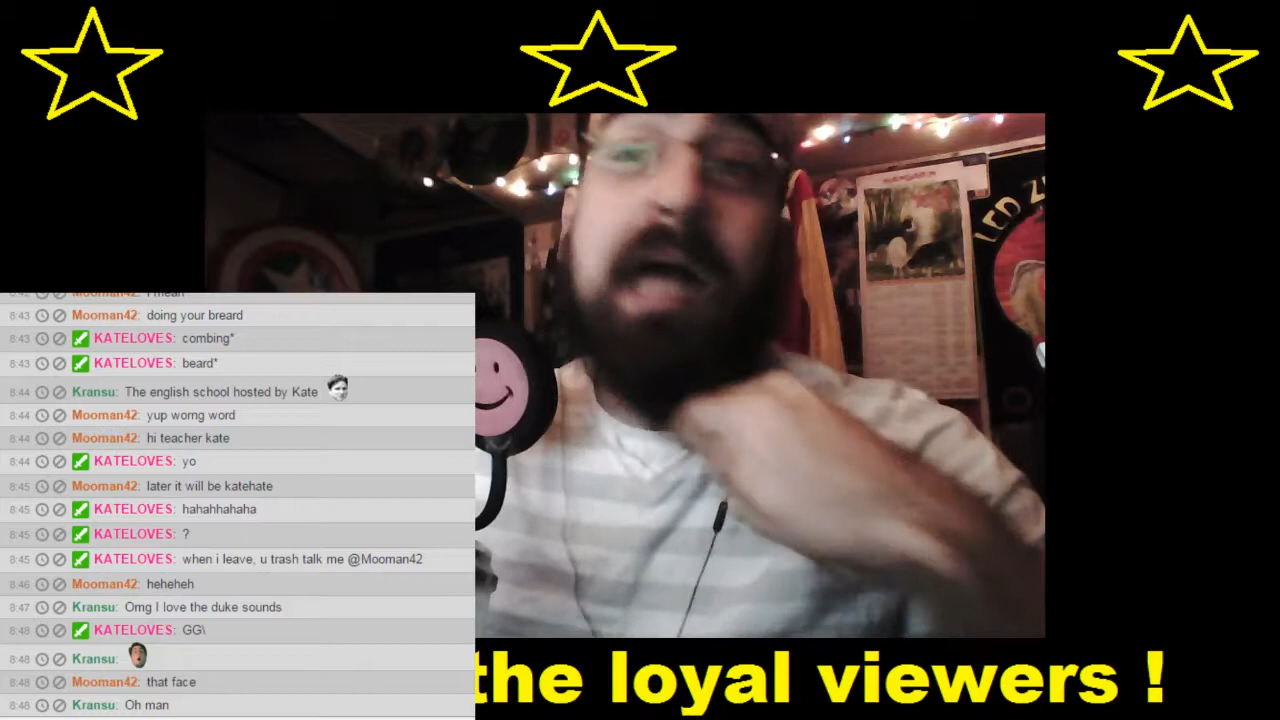 8:42 Mooman42: I mean
8:43 Mooman42: doing your breard
8:43 KATELOVES: combing*
8:43 KATELOVES: beard*
8:44 Kransu: The english school hosted by Kate
8:44 Mooman42: yup worng word
8:44 Mooman42: hi teacher kate
8:44 KATELOVES: yo
8:45 Mooman42: later it will be katehate
8:45 KATELOVES: hahahhahaha
8:45 KATELOVES: ?
8:45 KATELOVES: when i leave, u trash talk me @Mooman42
8:46 Mooman42: heheheh
8:47 Kransu: Omg I love the duke sounds
8:48 KATELOVES: GG\
8:48 Kransu:
8:48 Mooman42: that face
8:48 Kransu: Oh man
LED
the loyal viewers !